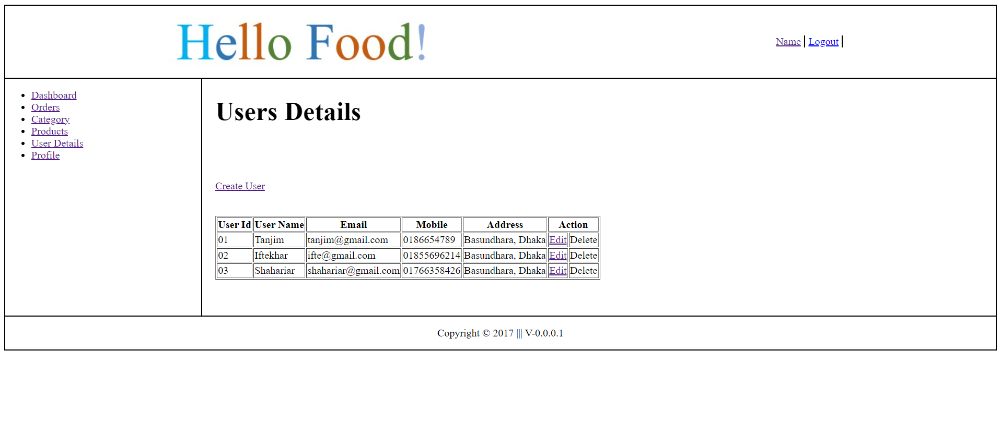 Hello Food!
Name | Logout |
Dashboard
Orders
Category
Products
User Details
Profile
Users Details
Create User
User Id User Name Email Mobile Address Action
01 Tanjim tanjim@gmail.com 0186654789 Basundhara, Dhaka Edit Delete
02 Iftekhar ifte@gmail.com 01855696214 Basundhara, Dhaka Edit Delete
03 Shahariar shahariar@gmail.com 01766358426 Basundhara, Dhaka Edit Delete
Copyright © 2017 ||| V-0.0.0.1